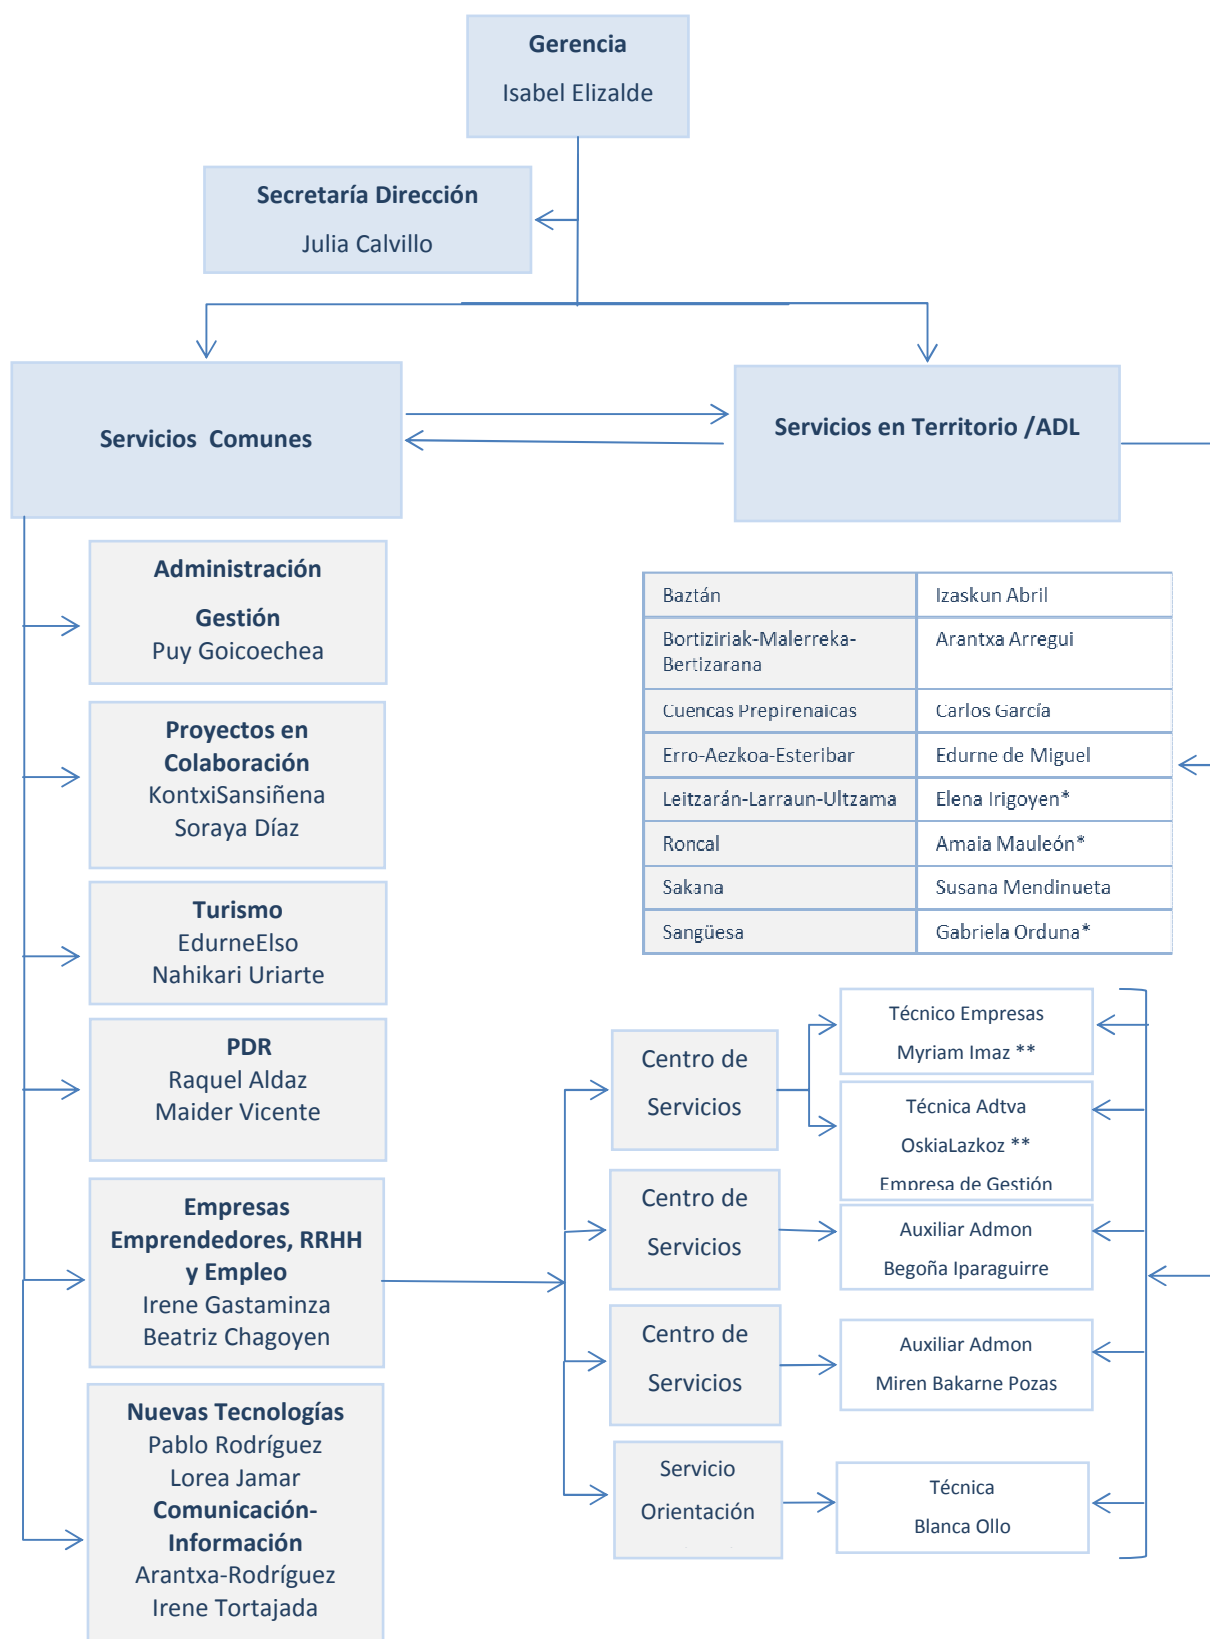 Gerencia
Isabel Elizalde
Secretaría Dirección
Julia Calvillo
Servicios  Comunes
Servicios en Territorio /ADL
Administración
Gestión
Puy Goicoechea
Proyectos en
Colaboración
KontxiSansiñena
Soraya Díaz
Turismo
EdurneElso
Nahikari Uriarte
PDR
Raquel Aldaz
Maider Vicente
Empresas
Emprendedores, RRHH
y Empleo
Irene Gastaminza
Beatriz Chagoyen
Nuevas Tecnologías
Pablo Rodríguez
Lorea Jamar
Comunicación-
Información
Arantxa-Rodríguez
Irene Tortajada
Baztán Izaskun Abril
Bortiziriak-Malerreka- Arantxa Arregui
Bertizarana
Cuencas Prepirenaicas Carlos García
Erro-Aezkoa-Esteribar Edurne de Miguel
Leitzarán-Larraun-Ultzama Elena Irigoyen*
Roncal Amaia Mauleón*
Sakana Susana Mendinueta
Sangüesa Gabriela Orduna*
Centro de
Servicios
Técnico Empresas
Myriam Imaz **
Técnica Adtva
OskiaLazkoz **
Empresa de Gestión
Centro de
Servicios
Auxiliar Admon
Begoña Iparaguirre
Centro de
Servicios
Auxiliar Admon
Miren Bakarne Pozas
Servicio
Orientación
Técnica
Blanca Ollo